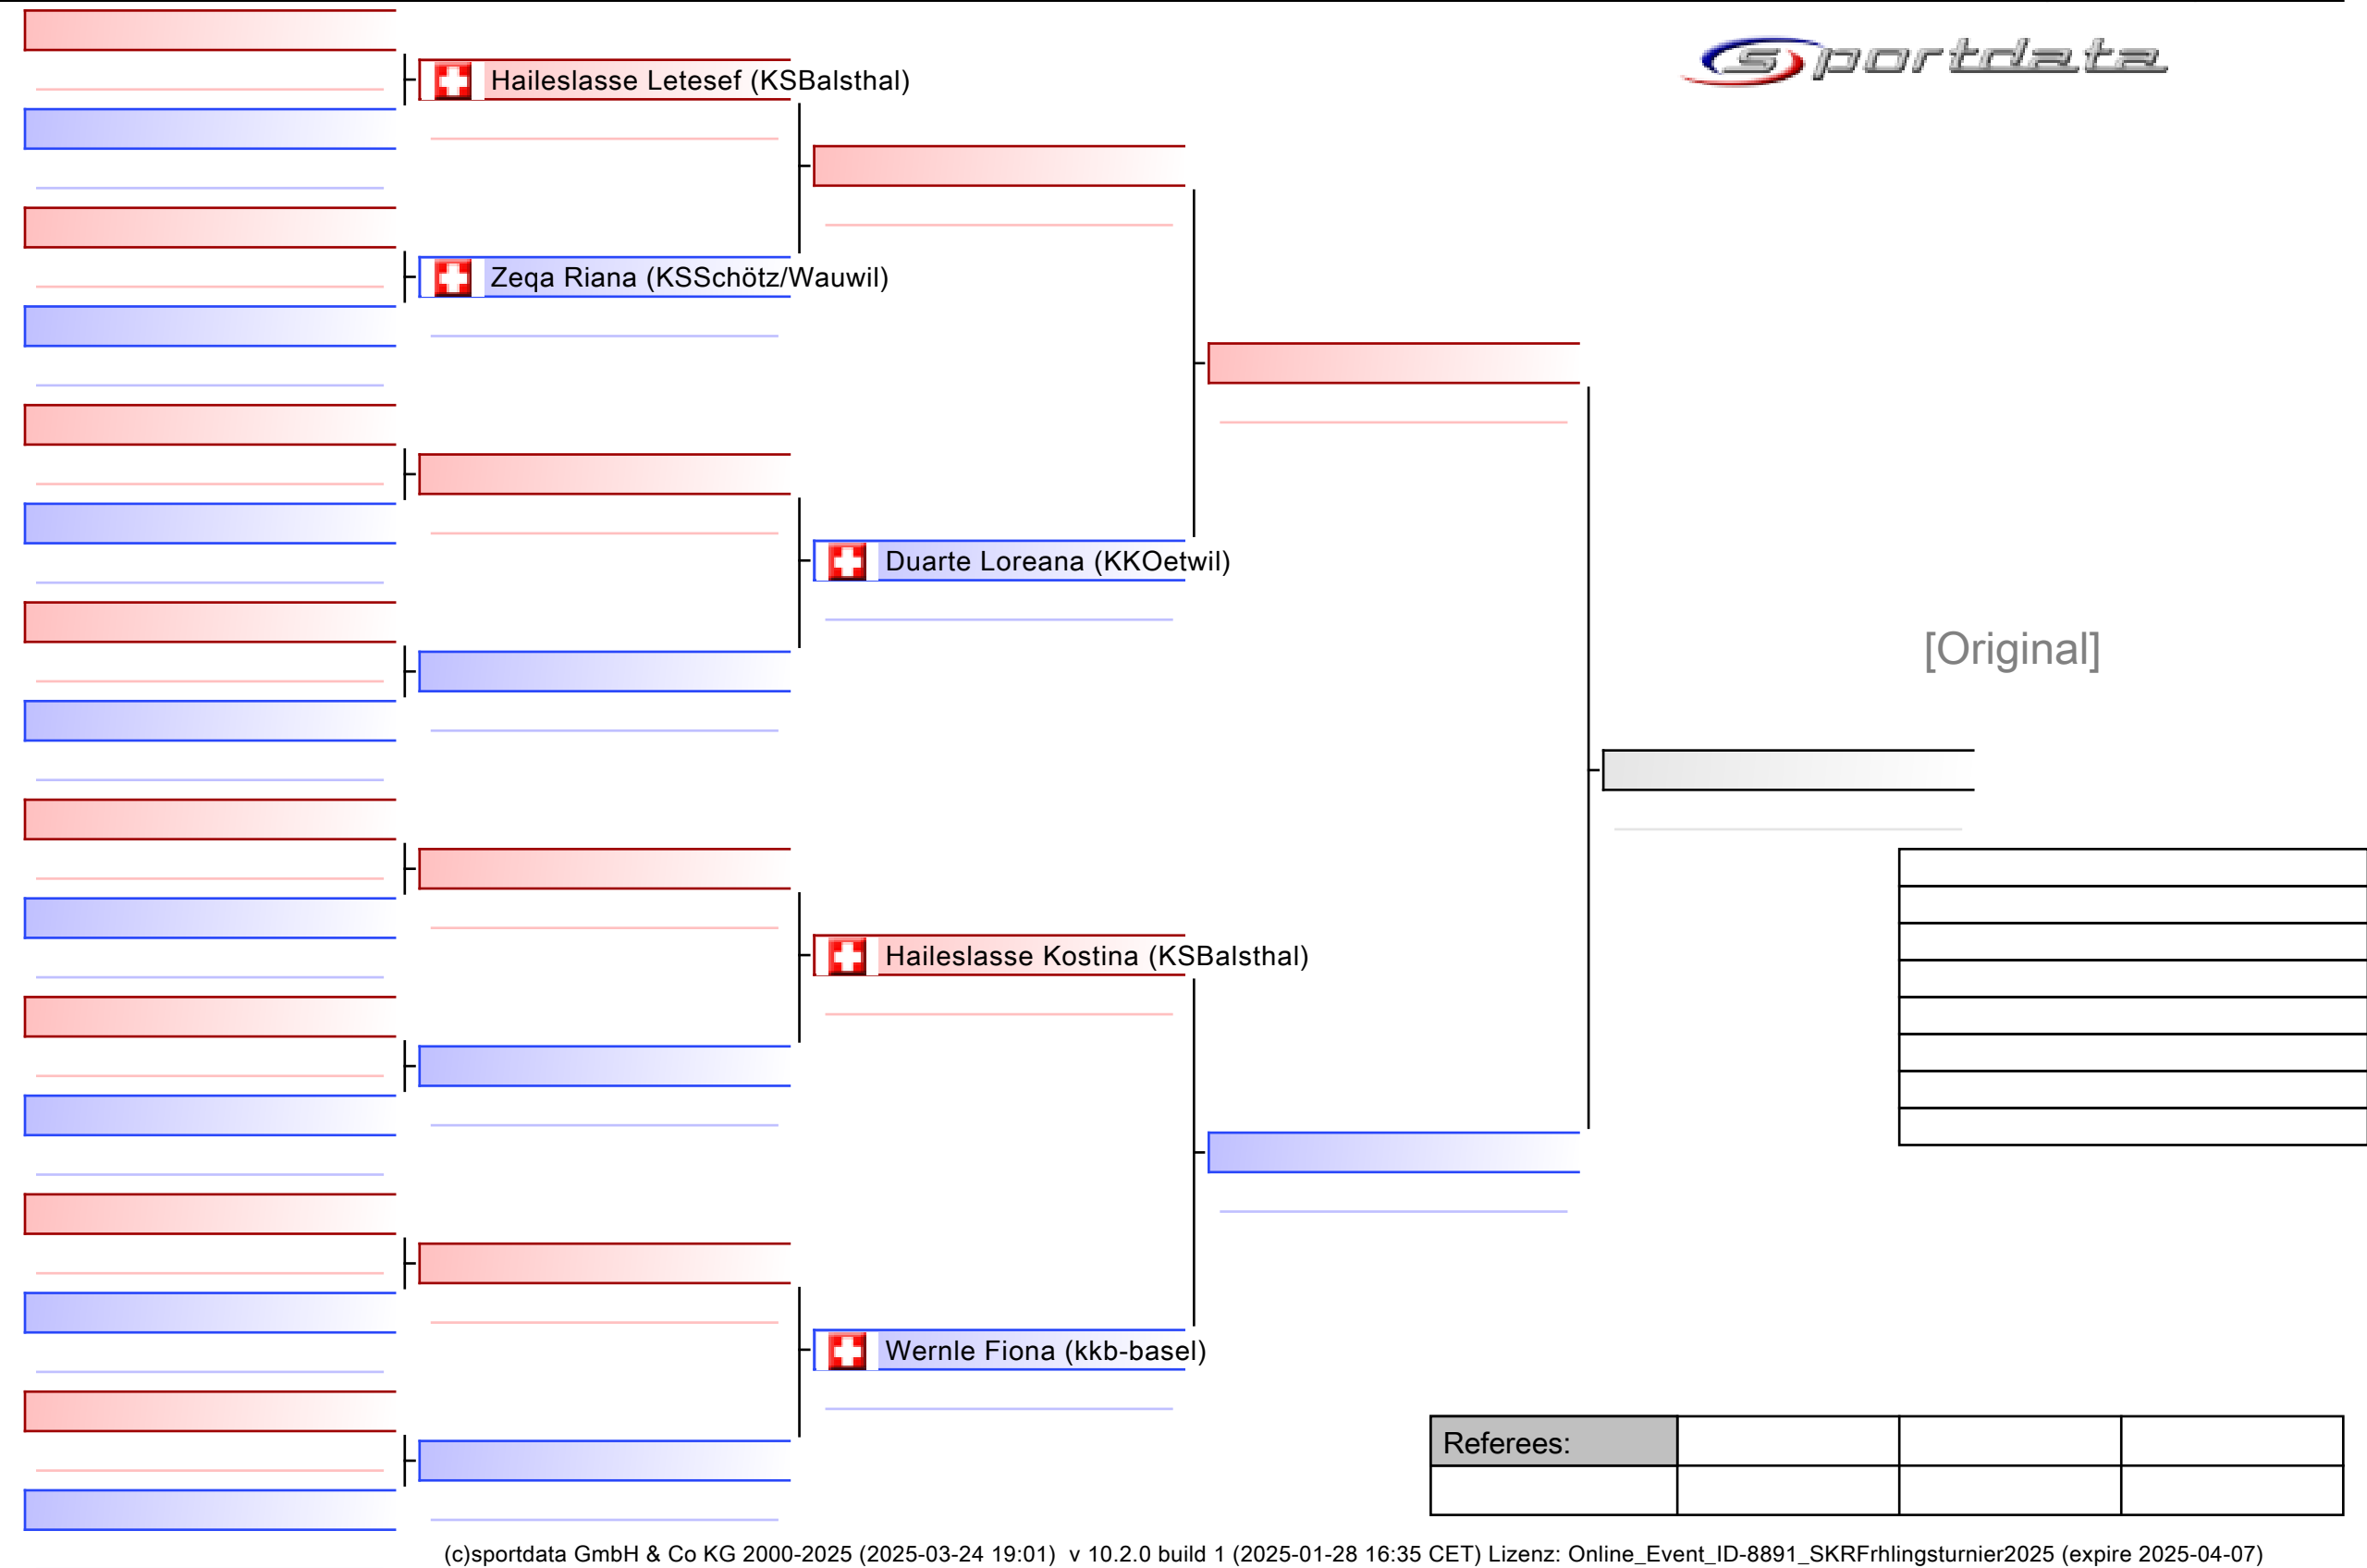 sportdata
Haileslasse Letesef (KSBalsthal)
Zeqa Riana (KSSchötz/Wauwil)
Duarte Loreana (KKOetwil)
[Original]
Haileslasse Kostina (KSBalsthal)
Wernle Fiona (kkb-basel)
Referees:
(c)sportdata GmbH & Co KG 2000-2025 (2025-03-24 19:01)  v 10.2.0 build 1 (2025-01-28 16:35 CET) Lizenz: Online_Event_ID-8891_SKRFrhlingsturnier2025 (expire 2025-04-07)